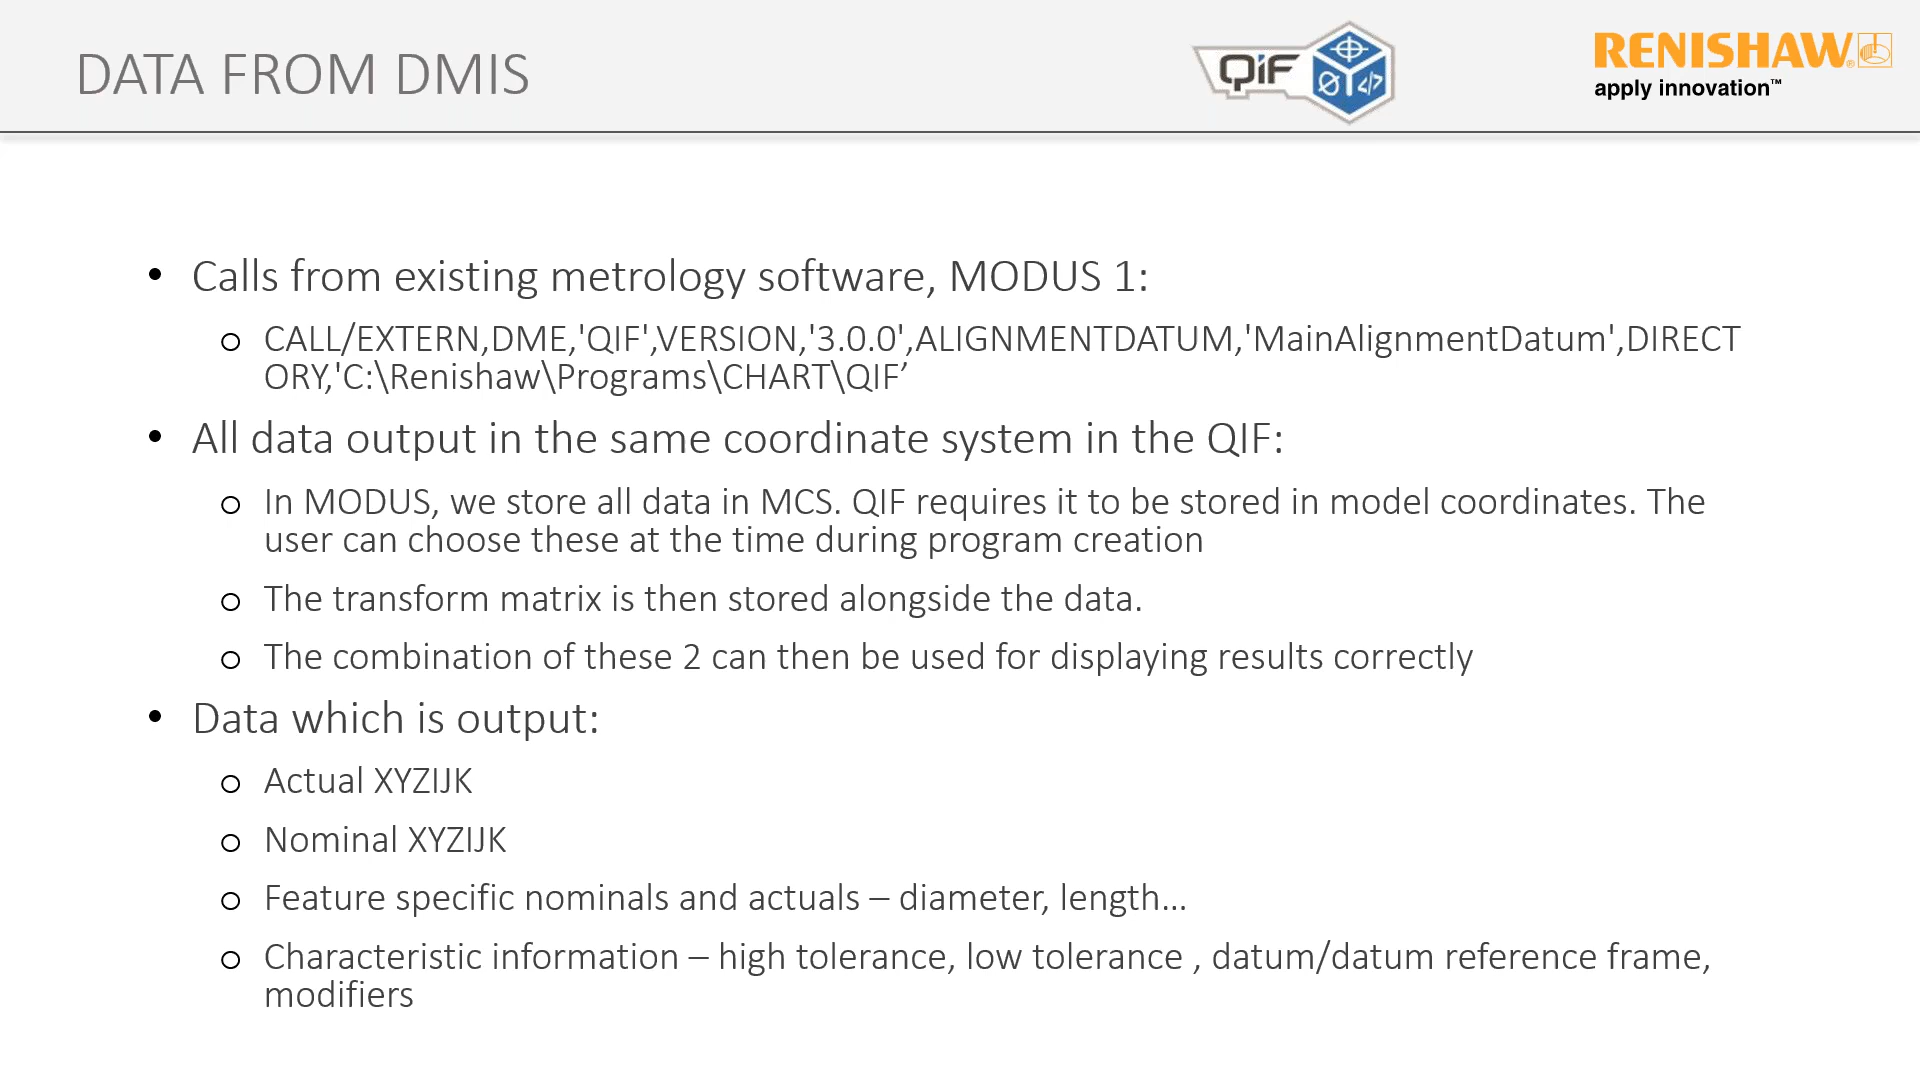 DATA FROM DMIS
QiF
RENISHAW®
apply innovation™
• Calls from existing metrology software, MODUS 1:
o CALL/EXTERN,DME,'QIF',VERSION,'3.0.0',ALIGNMENTDATUM,'MainAlignmentDatum',DIRECT
ORY,'C:\Renishaw\Programs\CHART\QIF’
• All data output in the same coordinate system in the QIF:
o In MODUS, we store all data in MCS. QIF requires it to be stored in model coordinates. The
user can choose these at the time during program creation
o The transform matrix is then stored alongside the data.
o The combination of these 2 can then be used for displaying results correctly
• Data which is output:
o Actual XYZIJK
o Nominal XYZIJK
o Feature specific nominals and actuals – diameter, length…
o Characteristic information – high tolerance, low tolerance , datum/datum reference frame,
modifiers